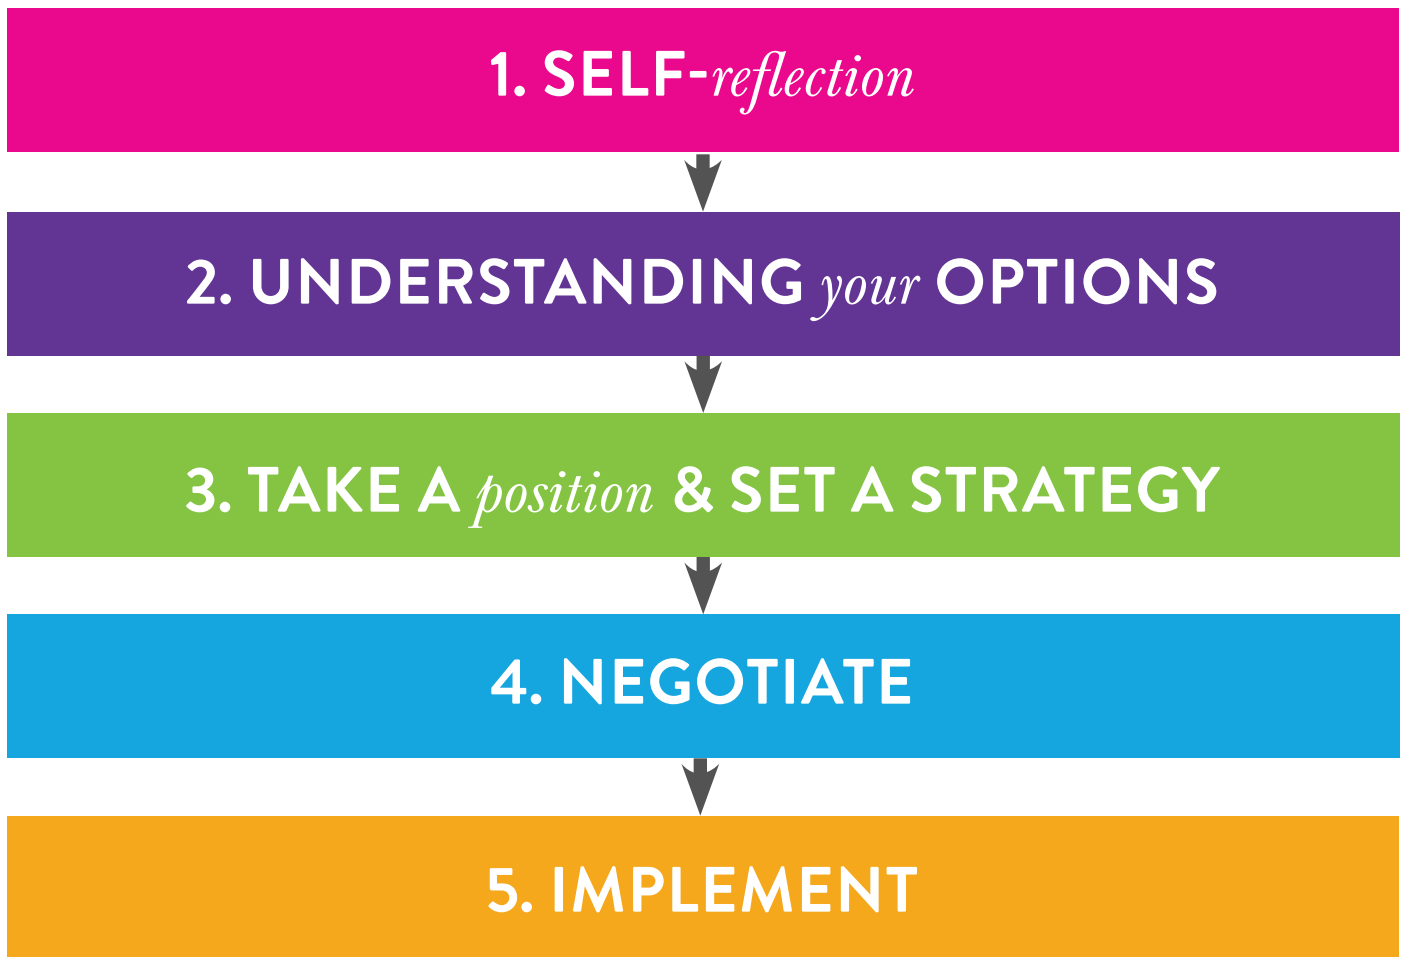 1. SELF-reflection
2. UNDERSTANDING your OPTIONS
3. TAKE A position & SET A STRATEGY
4. NEGOTIATE
5. IMPLEMENT